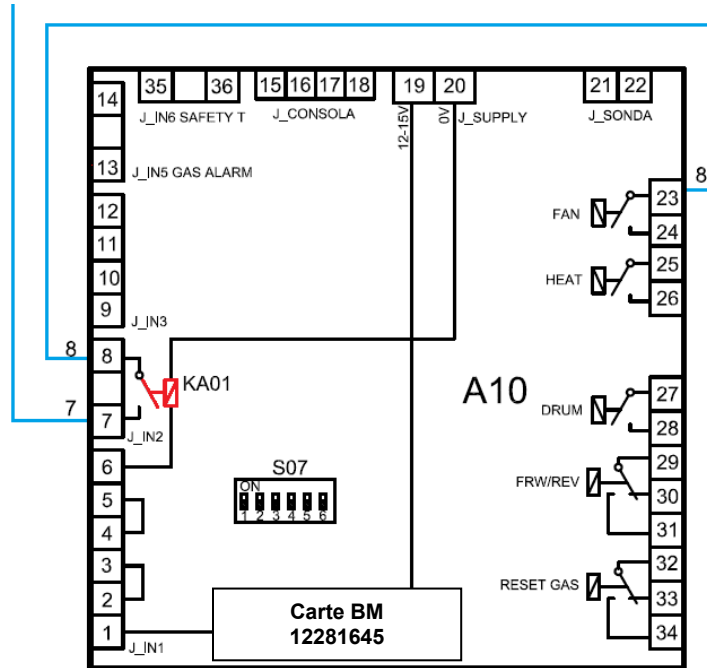 35 36 15 16 17 18 19 20 21 22
14 J_IN6 SAFETY T J_CONSOLA 12-15V 0V J_SUPPLY J_SONDA
13 J_IN5 GAS ALARM
8
12 FAN 23
24
11
10 HEAT 25
26
9 J_IN3
8 8 KA01 A10
7 7 J_IN2 DRUM 27
28
6 S07 29
5 ON FRW/REV 30
4 1 2 3 4 5 6 31
3 32
2 RESET GAS 33
Carte BM
1 J_IN1 12281645 34